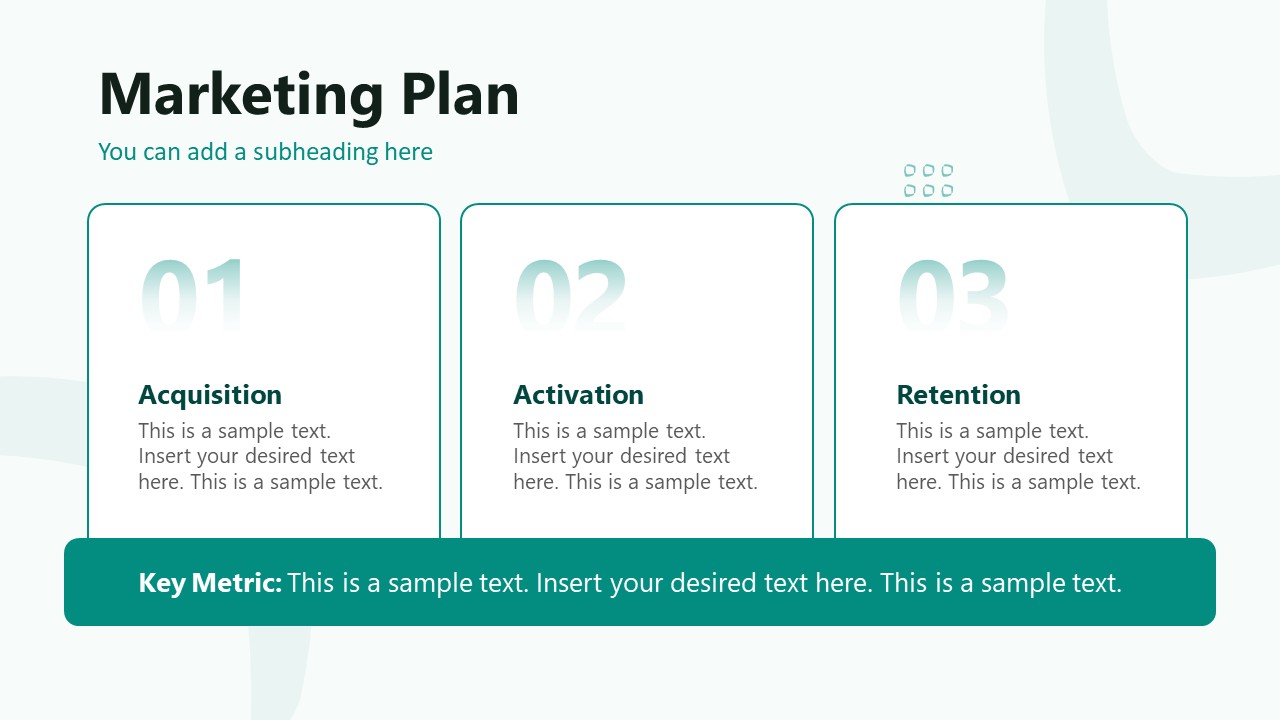 Marketing Plan
You can add a subheading here
01
Acquisition
This is a sample text.
Insert your desired text
here. This is a sample text.
02
Activation
This is a sample text.
Insert your desired text
here. This is a sample text.
03
Retention
This is a sample text.
Insert your desired text
here. This is a sample text.
Key Metric: This is a sample text. Insert your desired text here. This is a sample text.